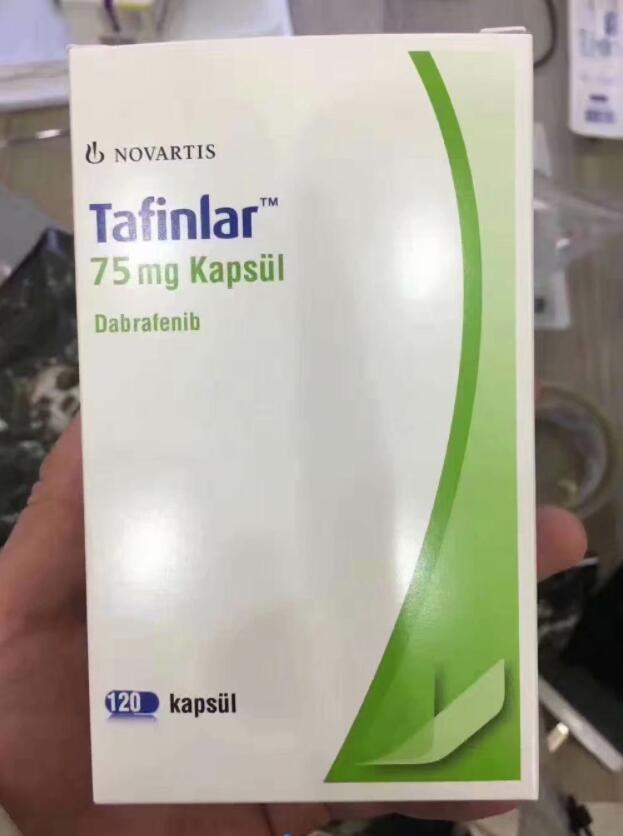 NOVARTIS
Tafinlar™
75 mg Kapsül
Dabrafenib
120 kapsül